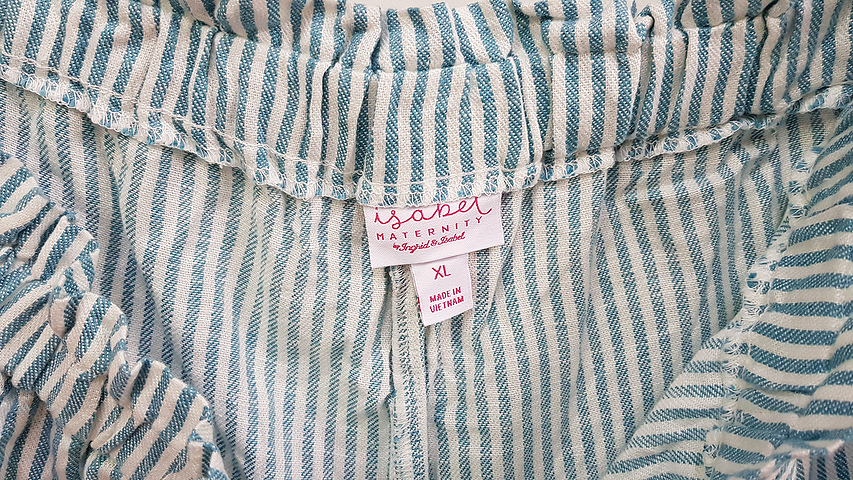 isabel
MATERNITY
by Ingrid & Isabel
XL
MADE IN
VIETNAM